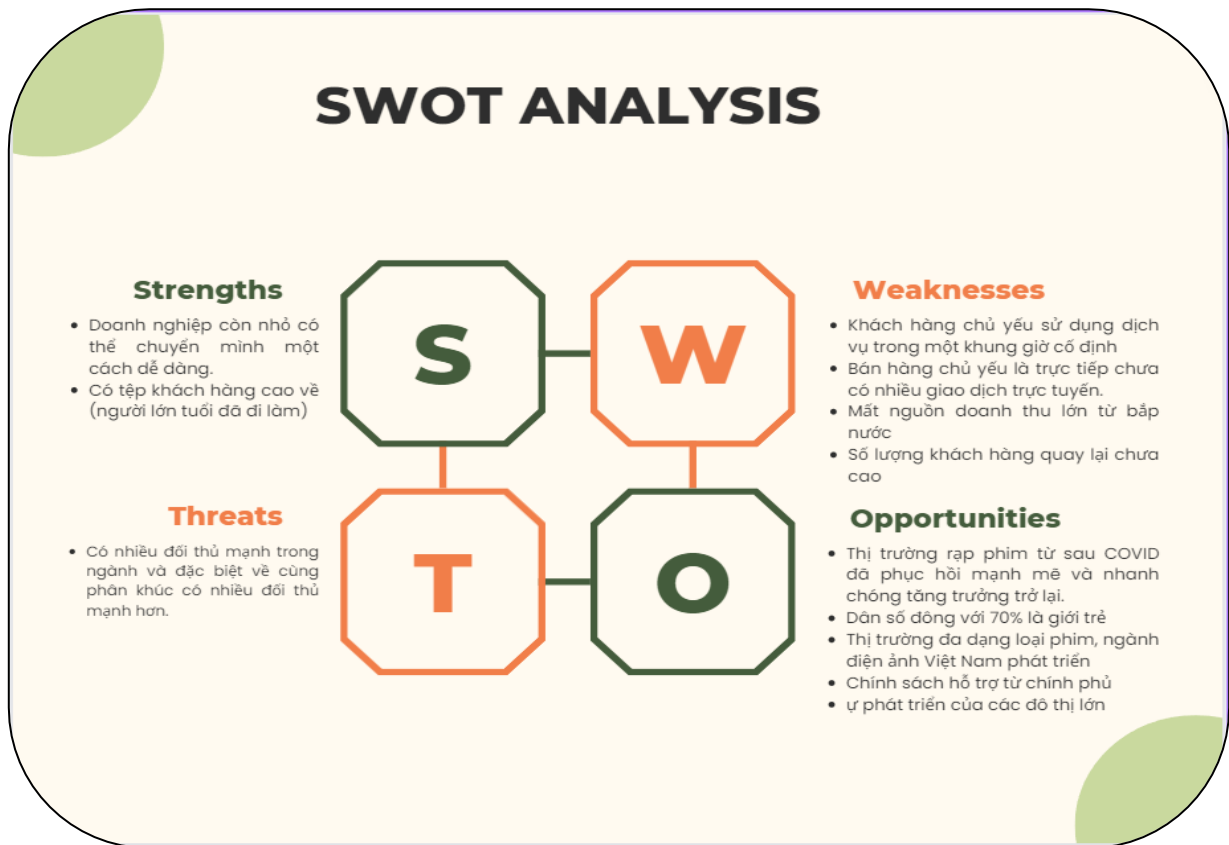 SWOT ANALYSIS
Strengths
Doanh nghiệp còn nhỏ có
thể chuyển mình một
cách dễ dàng.
Có tệp khách hàng cao về
(người lớn tuổi đã đi làm)
S
W
Weaknesses
Khách hàng chủ yếu sử dụng dịch
vụ trong một khung giờ cố định
Bán hàng chủ yếu là trực tiếp chưa
có nhiều giao dịch trực tuyến.
Mất nguồn doanh thu lớn từ bắp
nước
Số lượng khách hàng quay lại chưa
cao
Threats
Có nhiều đối thủ mạnh trong
ngành và đặc biệt về cùng
phân khúc có nhiều đối thủ
mạnh hơn.
T
O
Opportunities
Thị trường rạp phim từ sau COVID
đã phục hồi mạnh mẽ và nhanh
chóng tăng trưởng trở lại.
Dân số đông với 70% là giới trẻ
Thị trường đa dạng loại phim, ngành
điện ảnh Việt Nam phát triển
Chính sách hỗ trợ từ chính phủ
ự phát triển của các đô thị lớn